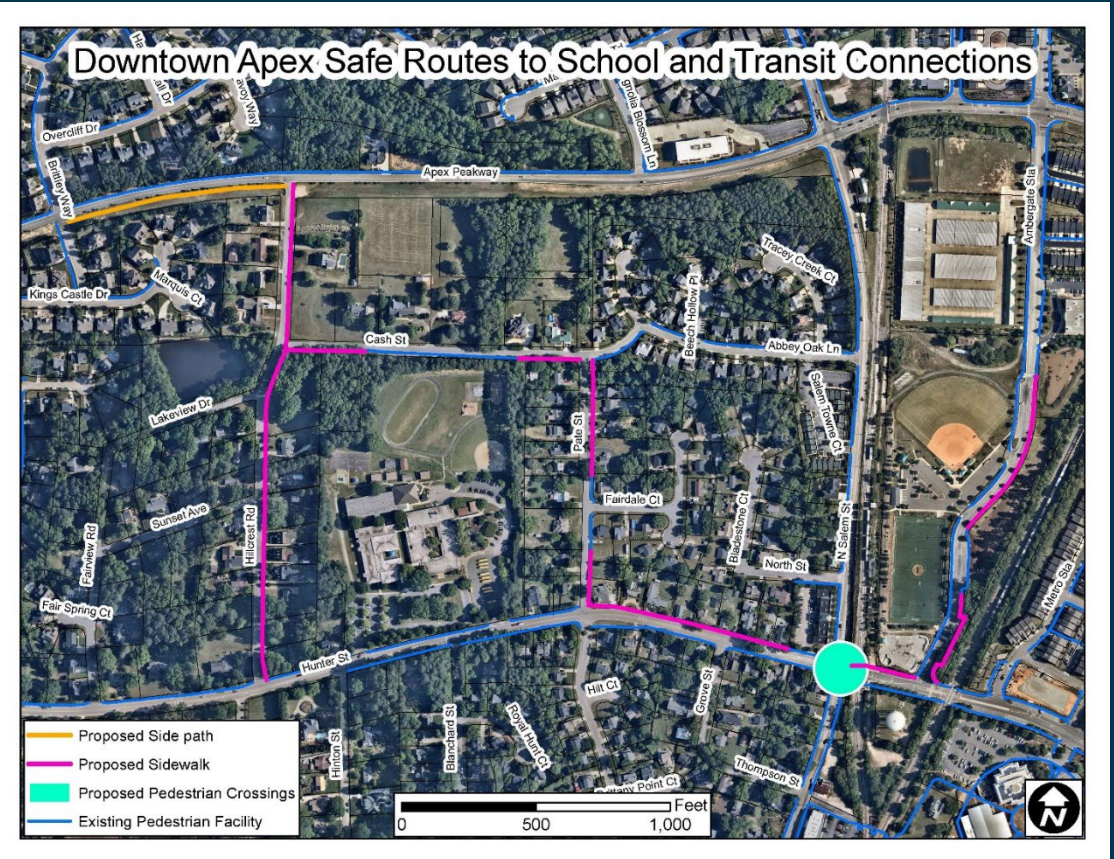 Downtown Apex Safe Routes to School and Transit Connections
Overcliff Dr
Brittley Way
Magnolia Blossom Ln
Apex Peakway
Ambergate Sta
Tracey Creek Ct
Marquis Ct
Kings Castle Dr
Beech Hollow Pl
Cash St
Abbey Oak Ln
Salem Towne Ct
Lakeview Dr
Pate St
Sunset Ave
Hillcrest Rd
Fairview Rd
Fairdale Ct
Bladestone Ct
N Salem St
North St
Fair Spring Ct
Metro Sta
Hunter St
Hilt Ct
Grove St
Royal Hunt Ct
Blanchard St
Hinton St
Thompson St
Proposed Side path
Proposed Sidewalk
Proposed Pedestrian Crossings
Existing Pedestrian Facility
Feet
0 500 1,000
N